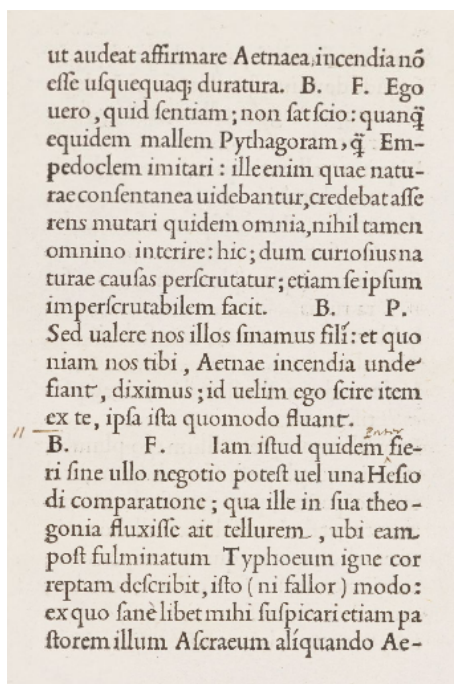 ut audeat affirmare Aetnaea, incendia nõ
eſſe uſquequaq; duratura. B. F. Ego
uero, quid ſentiam; non ſat ſcio: quanq̃
equidem mallem Pythagoram, q̃ Em-
pedoclem imitari: ille enim quae natu-
rae conſentanea uidebantur, credebat aſſe
rens mutari quidem omnia, nihil tamen
omnino interire: hic; dum curioſius na
turae cauſas perſcrutatur; etiam ſe ipſum
imperſcrutabilem facit. B. P.
Sed ualere nos illos ſinamus fili: et quo
niam nos tibi, Aetnae incendia unde
fiant, diximus; id uelim ego ſcire item
ex te, ipſa iſta quomodo fluant.
B. F. Iam iſtud quidem fie-
ri ſine ullo negotio poteſt uel una Heſio
di comparatione; qua ille in ſua theo-
gonia fluxiſſe ait tellurem, ubi eam
poſt fulminatum Typhoeum igne cor
reptam deſcribit, iſto (ni fallor) modo:
ex quo ſanè libet mihi ſuſpicari etiam pa
ſtorem illum Aſcraeum alíquando Ae-